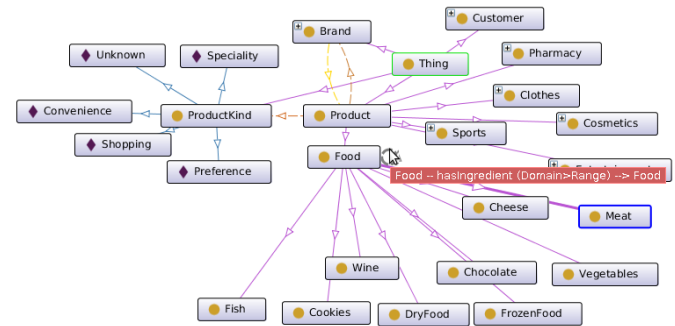 Customer
Brand
Unknown
Speciality
Thing
Pharmacy
Clothes
Convenience
ProductKind
Product
Cosmetics
Sports
Shopping
Food
Preference
Food -- hasIngredient (Domain>Range) --> Food
Cheese
Meat
Wine
Chocolate
Vegetables
Fish
Cookies
DryFood
FrozenFood